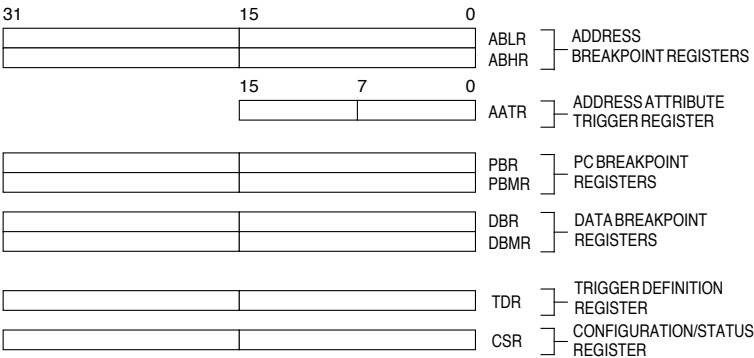 31 15 0
ABLR ADDRESS
ABHR BREAKPOINT REGISTERS
15 7 0
AATR ADDRESS ATTRIBUTE
TRIGGER REGISTER
PBR PC BREAKPOINT
PBMR REGISTERS
DBR DATA BREAKPOINT
DBMR REGISTERS
TDR TRIGGER DEFINITION
REGISTER
CSR CONFIGURATION/STATUS
REGISTER